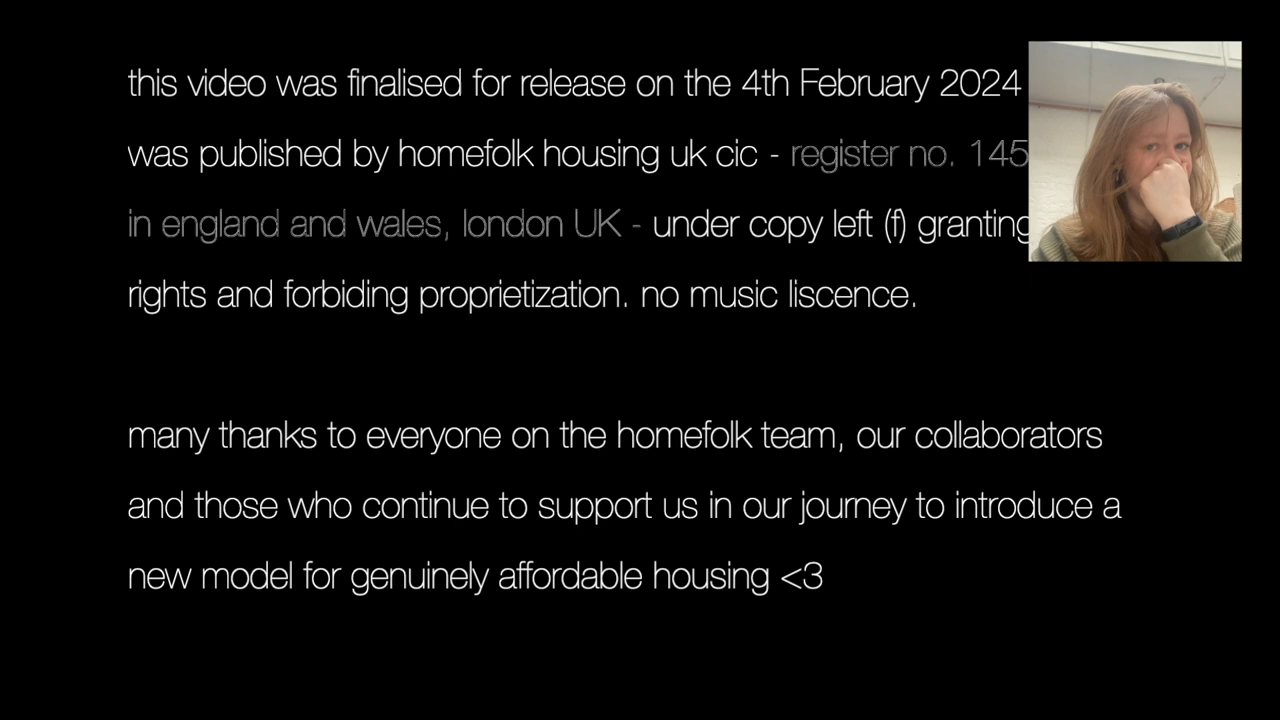 this video was finalised for release on the 4th February 2024
was published by homefolk housing uk cic - register no. 145
in england and wales, london UK - under copy left (f) granting
rights and forbiding proprietization. no music liscence.
many thanks to everyone on the homefolk team, our collaborators
and those who continue to support us in our journey to introduce a
new model for genuinely affordable housing <3